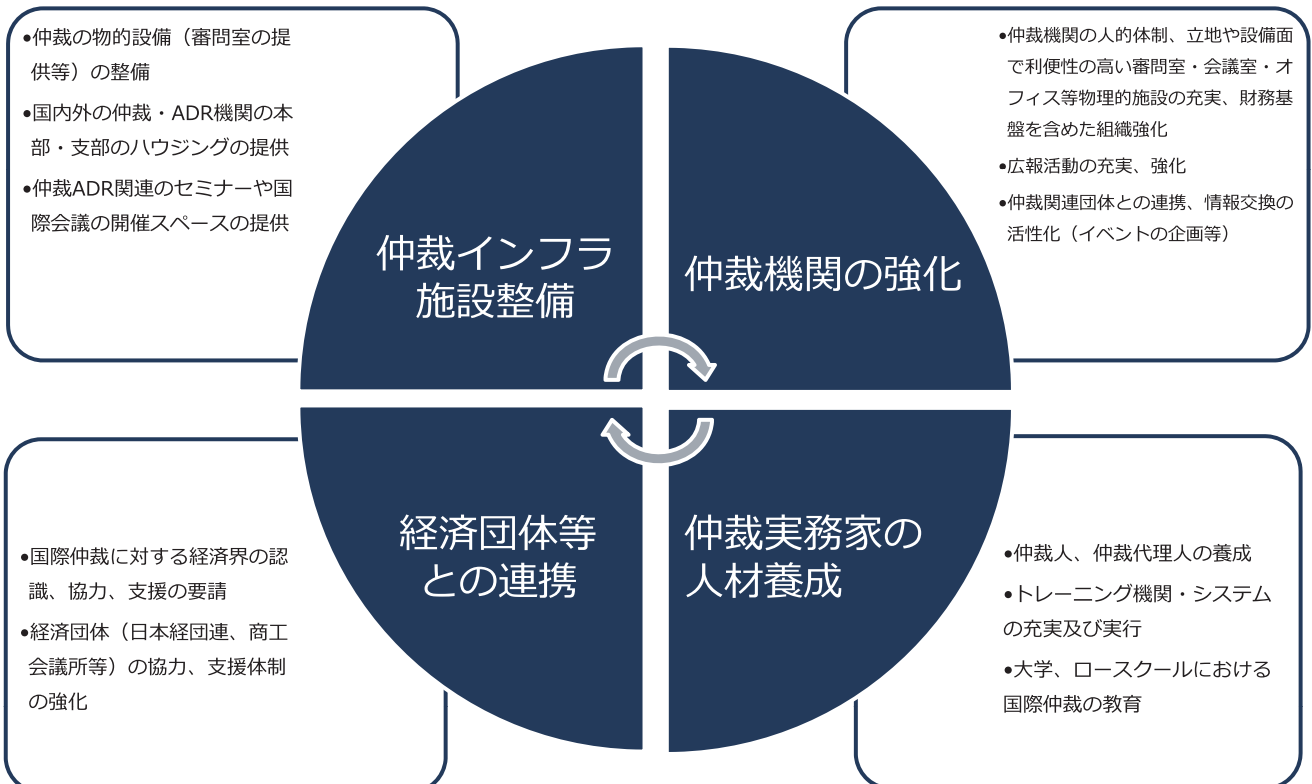 •仲裁の物的設備（審問室の提
供等）の整備
•国内外の仲裁・ADR機関の本
部・支部のハウジングの提供
•仲裁ADR関連のセミナーや国
際会議の開催スペースの提供
仲裁インフラ
施設整備
仲裁機関の強化
•仲裁機関の人的体制、立地や設備面
で利便性の高い審問室・会議室・オ
フィス等物理的施設の充実、財務基
盤を含めた組織強化
•広報活動の充実、強化
•仲裁関連団体との連携、情報交換の
活性化（イベントの企画等）
•国際仲裁に対する経済界の認
識、協力、支援の要請
•経済団体（日本経団連、商工
会議所等）の協力、支援体制
の強化
経済団体等
との連携
仲裁実務家の
人材養成
•仲裁人、仲裁代理人の養成
•トレーニング機関・システム
の充実及び実行
•大学、ロースクールにおける
国際仲裁の教育